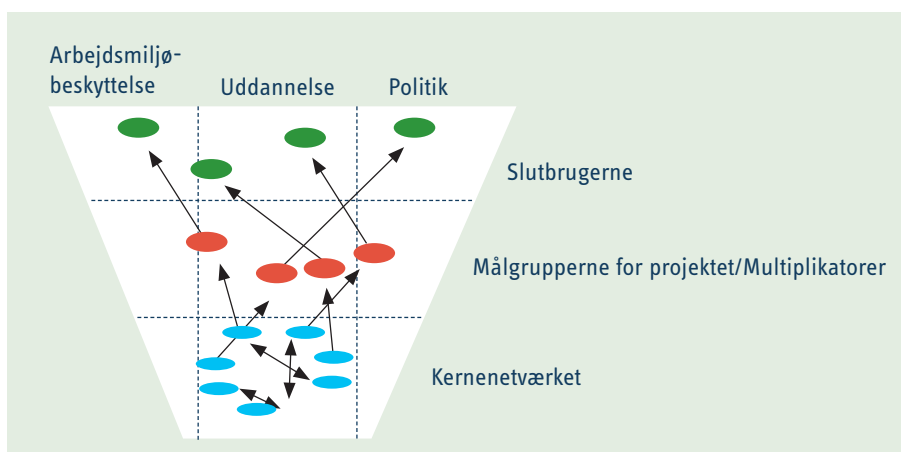 Arbejdsmiljø-
beskyttelse
Uddannelse
Politik
Slutbrugerne
Målgrupperne for projektet/Multiplikatorer
Kernenetværket